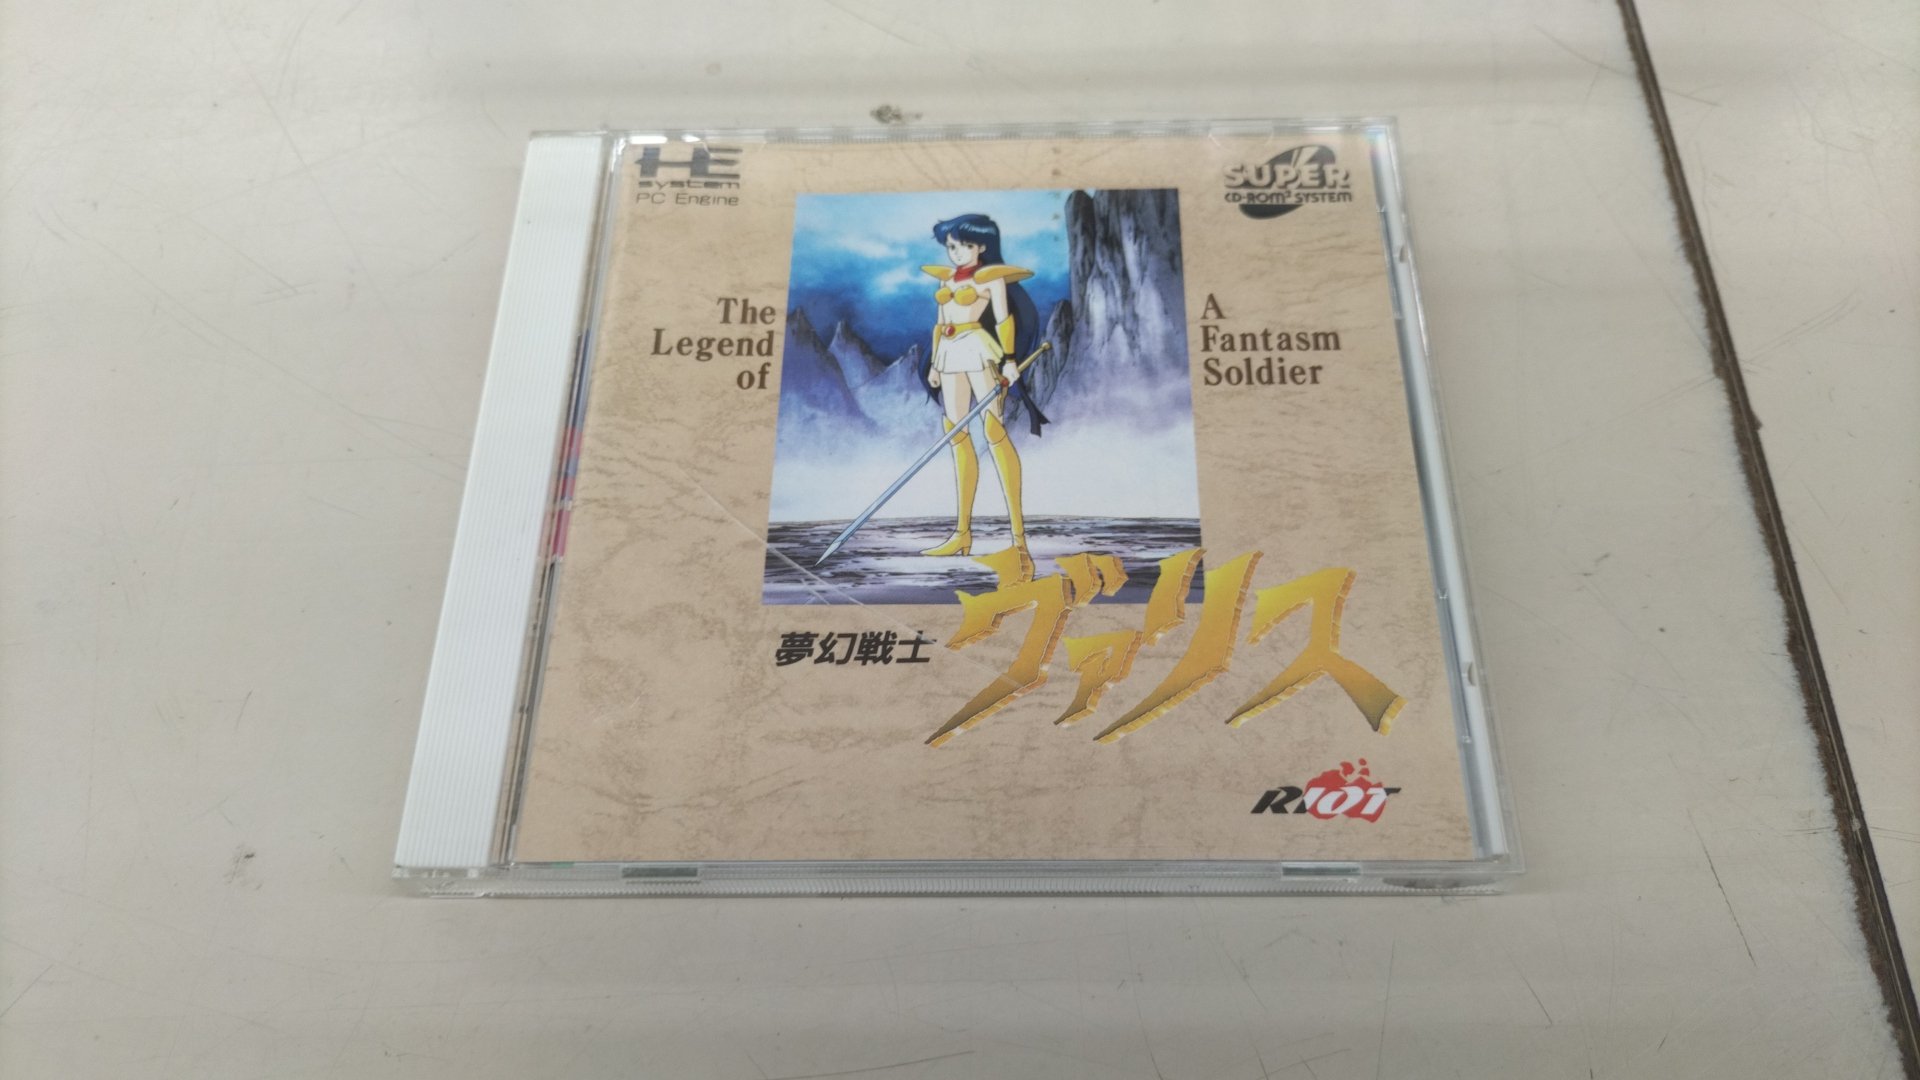 HE
system
PC Engine
SUPER
CD-ROM² SYSTEM
The
Legend
of
A
Fantasm
Soldier
夢幻戦士
ヴァリス
RIOT